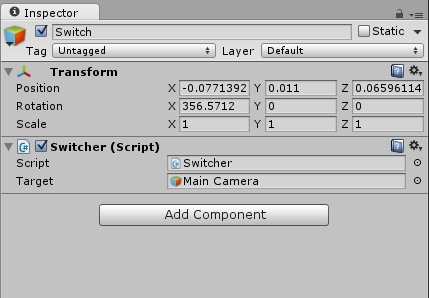 Inspector
Switch Static
Tag Untagged Layer Default
Transform
Position X -0.0771392 Y 0.011 Z 0.06596114
Rotation X 356.5712 Y 0 Z 0
Scale X 1 Y 1 Z 1
Switcher (Script)
Script Switcher
Target Main Camera
Add Component